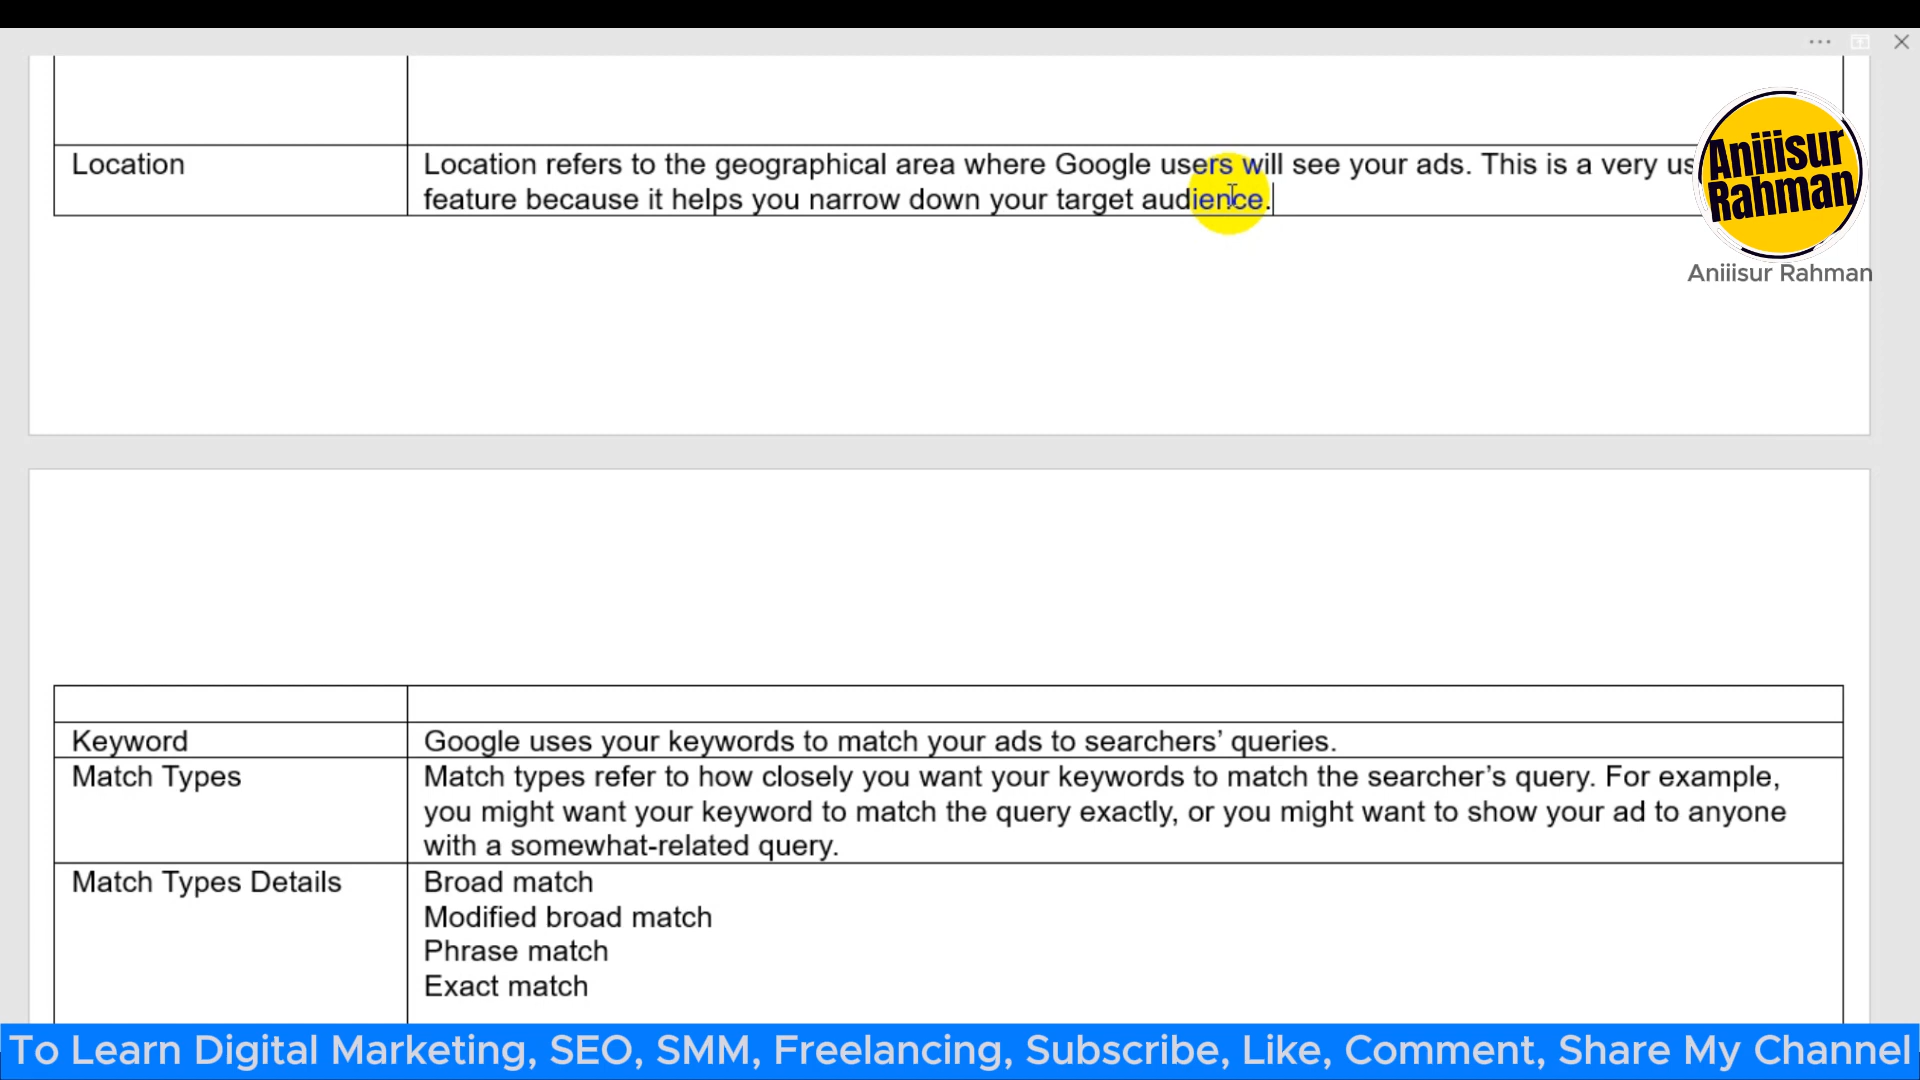 Location
Location refers to the geographical area where Google users will see your ads. This is a very
feature because it helps you narrow down your target audience.
Aniiisur
Rahman
Aniiisur Rahman
Keyword
Google uses your keywords to match your ads to searchers’ queries.
Match Types
Match types refer to how closely you want your keywords to match the searcher’s query. For example,
you might want your keyword to match the query exactly, or you might want to show your ad to anyone
with a somewhat-related query.
Match Types Details
Broad match
Modified broad match
Phrase match
Exact match
To Learn Digital Marketing, SEO, SMM, Freelancing, Subscribe, Like, Comment, Share My Channel